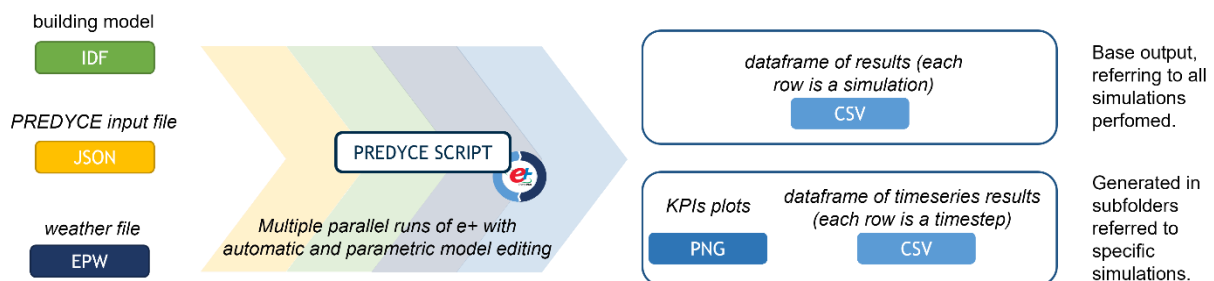 building model
IDF
PREDYCE input file
JSON
weather file
EPW
PREDYCE SCRIPT
e+
Multiple parallel runs of e+ with
automatic and parametric model editing
dataframe of results (each
row is a simulation)
CSV
Base output,
referring to all
simulations
perfomed.
KPIs plots
PNG
dataframe of timeseries results
(each row is a timestep)
CSV
Generated in
subfolders
referred to
specific
simulations.